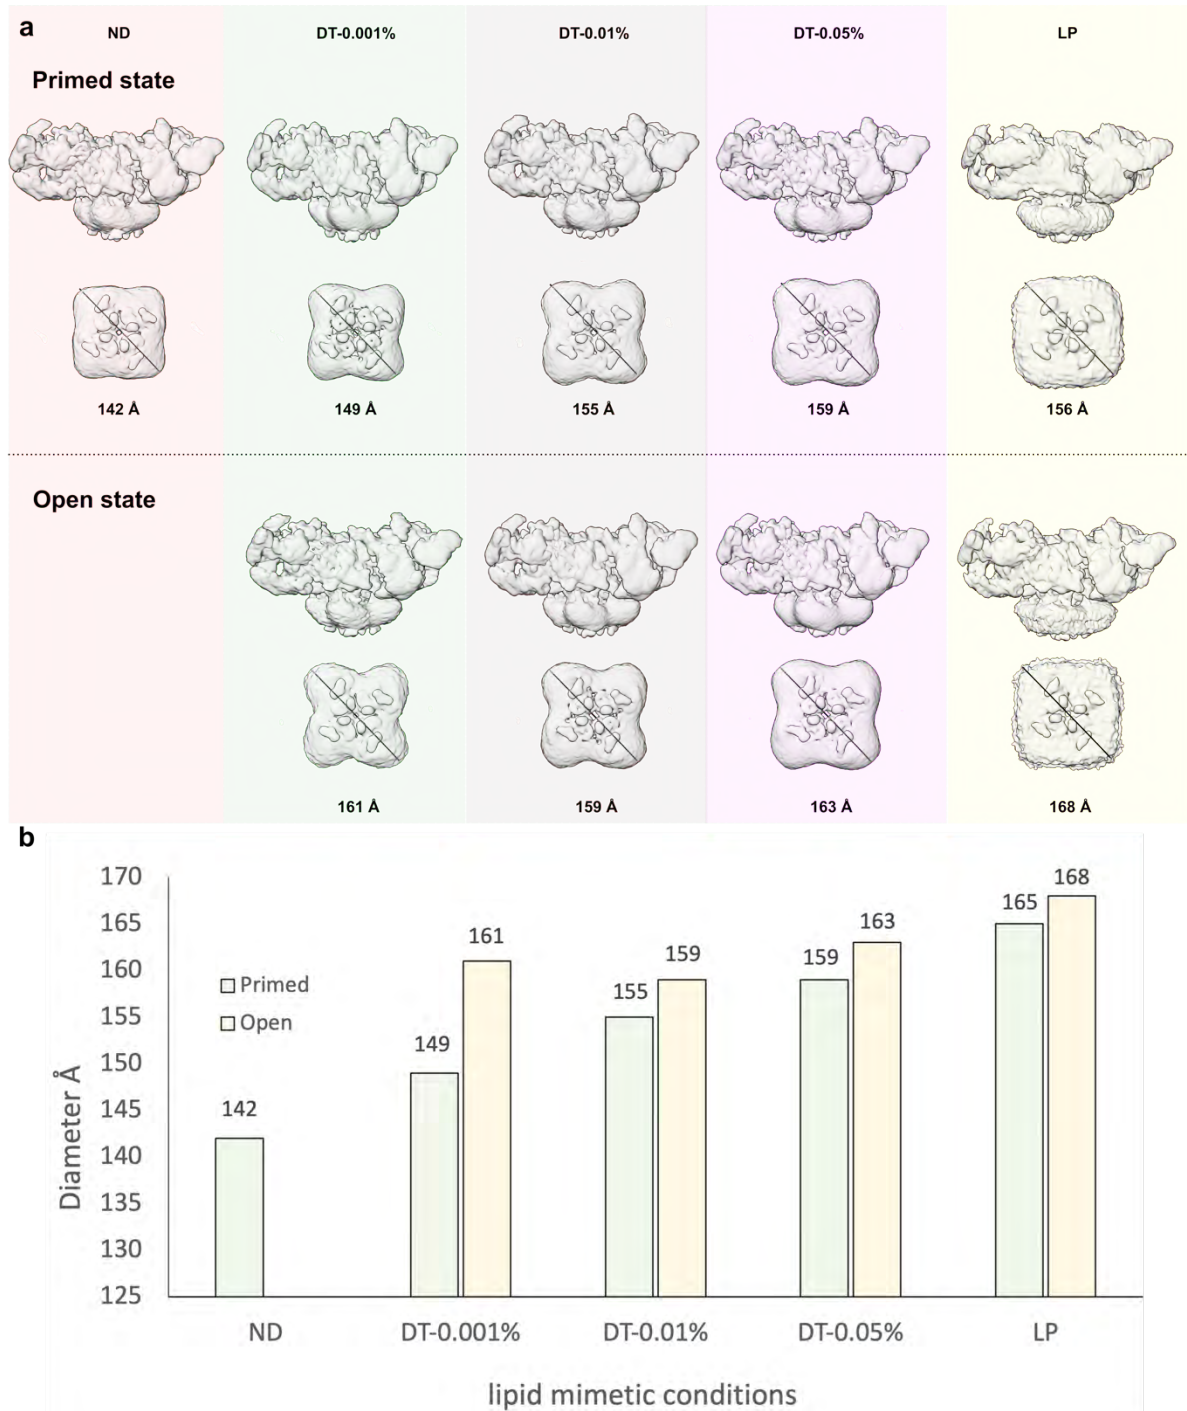 a
ND DT-0.001% DT-0.01% DT-0.05% LP
Primed state
142 Å 149 Å 155 Å 159 Å 156 Å
Open state
161 Å 159 Å 163 Å 168 Å
b
170
165
160
155
150
145
140
135
130
125
Diameter Å
Primed
Open
142
149
161
155
159
159
163
165
168
ND DT-0.001% DT-0.01% DT-0.05% LP
lipid mimetic conditions